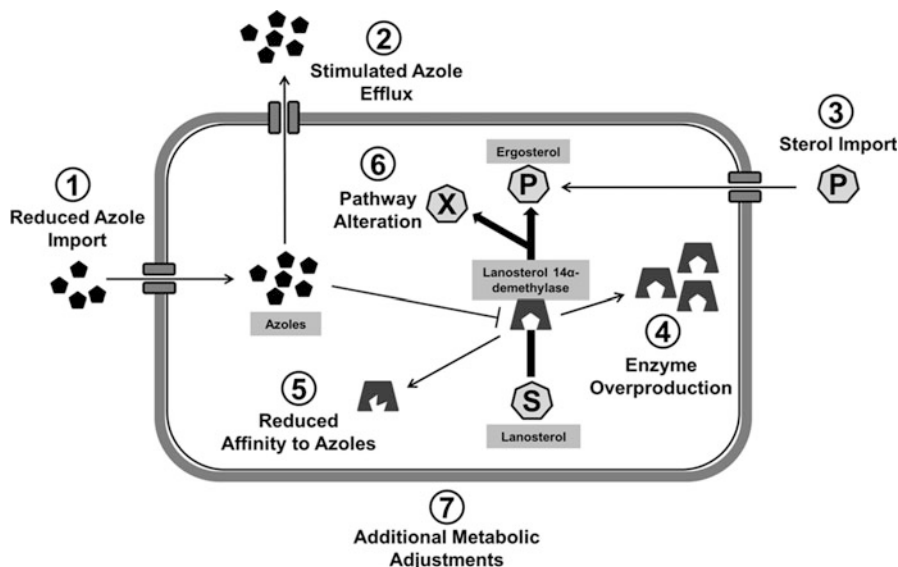 ①
Reduced Azole
Import
②
Stimulated Azole
Efflux
③
Sterol Import
P
⑥
Pathway
Alteration
X
Ergosterol
P
Lanosterol 14α-
demethylase
Azoles
④
Enzyme
Overproduction
⑤
Reduced
Affinity to Azoles
S
Lanosterol
⑦
Additional Metabolic
Adjustments